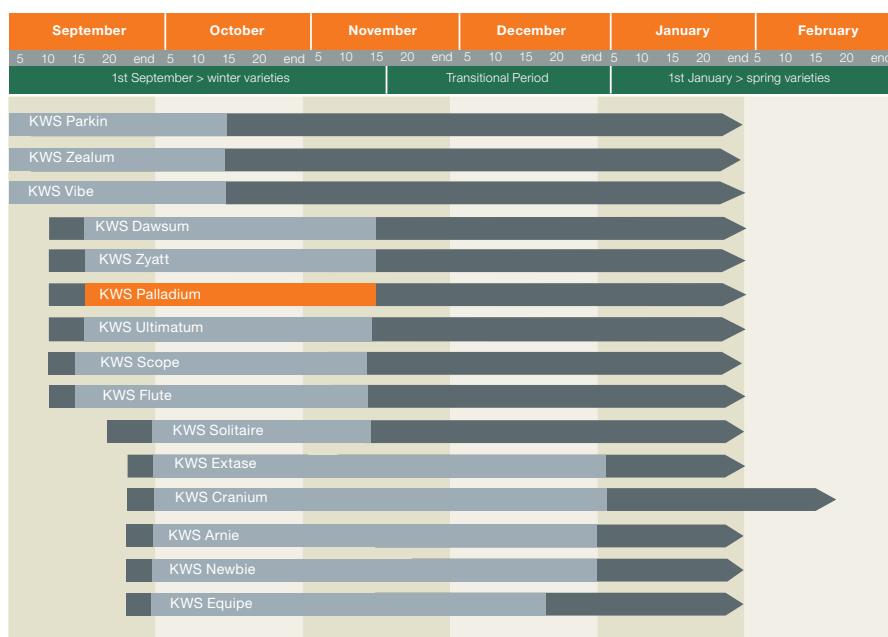 September October November December January February
5 10 15 20 end 5 10 15 20 end 5 10 15 20 end 5 10 15 20 end 5 10 15 20 end 5 10 15 20 end
1st September > winter varieties Transitional Period 1st January > spring varieties
KWS Parkin
KWS Zealum
KWS Vibe
KWS Dawsum
KWS Zyatt
KWS Palladium
KWS Ultimatum
KWS Scope
KWS Flute
KWS Solitaire
KWS Extase
KWS Cranium
KWS Arnie
KWS Newbie
KWS Equipe